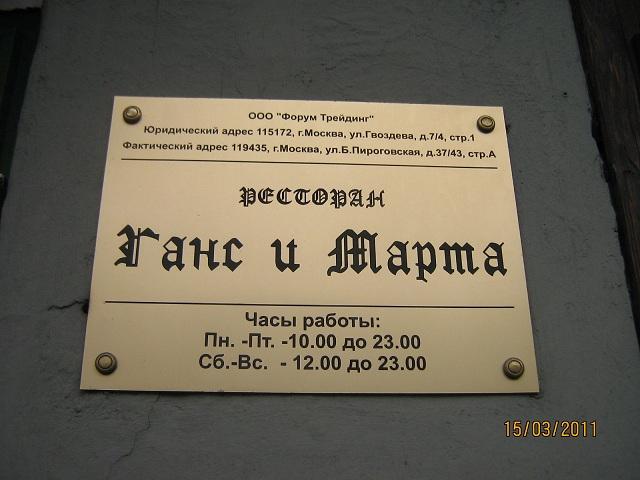 ООО "Форум Трейдинг"
Юридический адрес 115172, г.Москва, ул.Гвоздева, д.7/4, стр.1
Фактический адрес 119435, г.Москва, ул.Б.Пироговская, д.37/43, стр.А
РЕСТОРАН
Ганс и Марта
Часы работы:
Пн. -Пт. -10.00 до 23.00
Сб.-Вс. - 12.00 до 23.00
15/03/2011